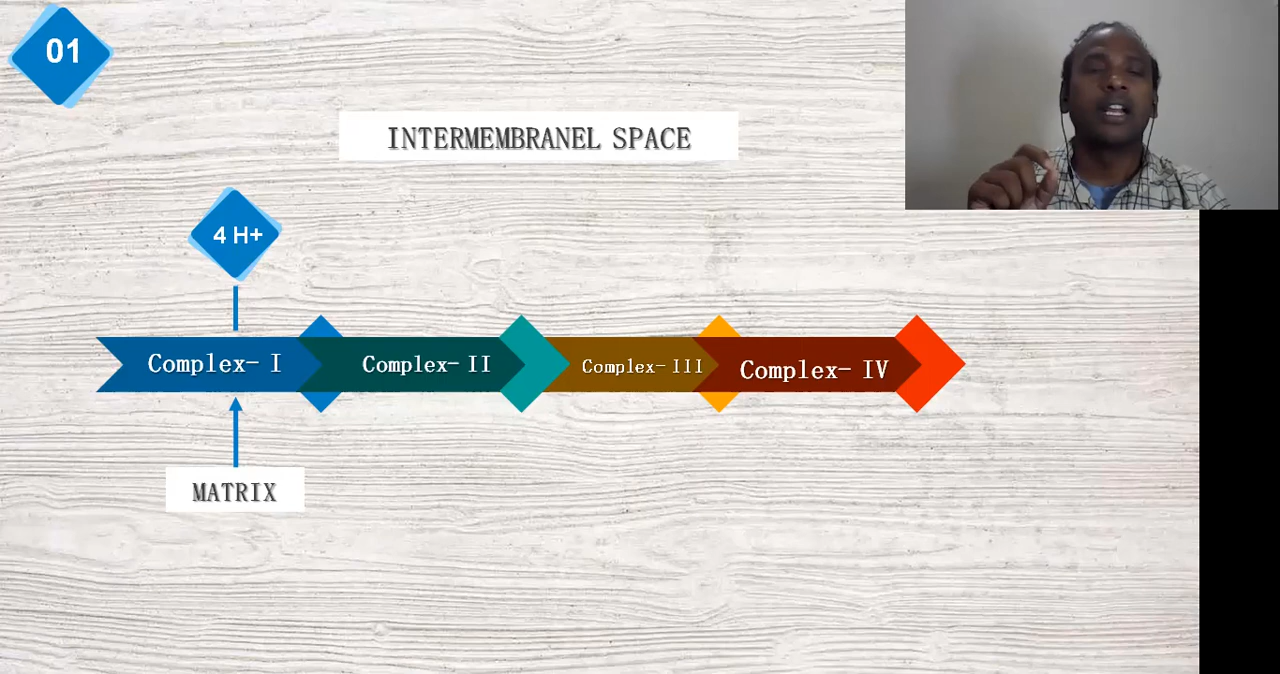 01
INTERMEMBRANEL SPACE
4 H+
Complex- I
Complex- II
Complex-III
Complex- IV
MATRIX